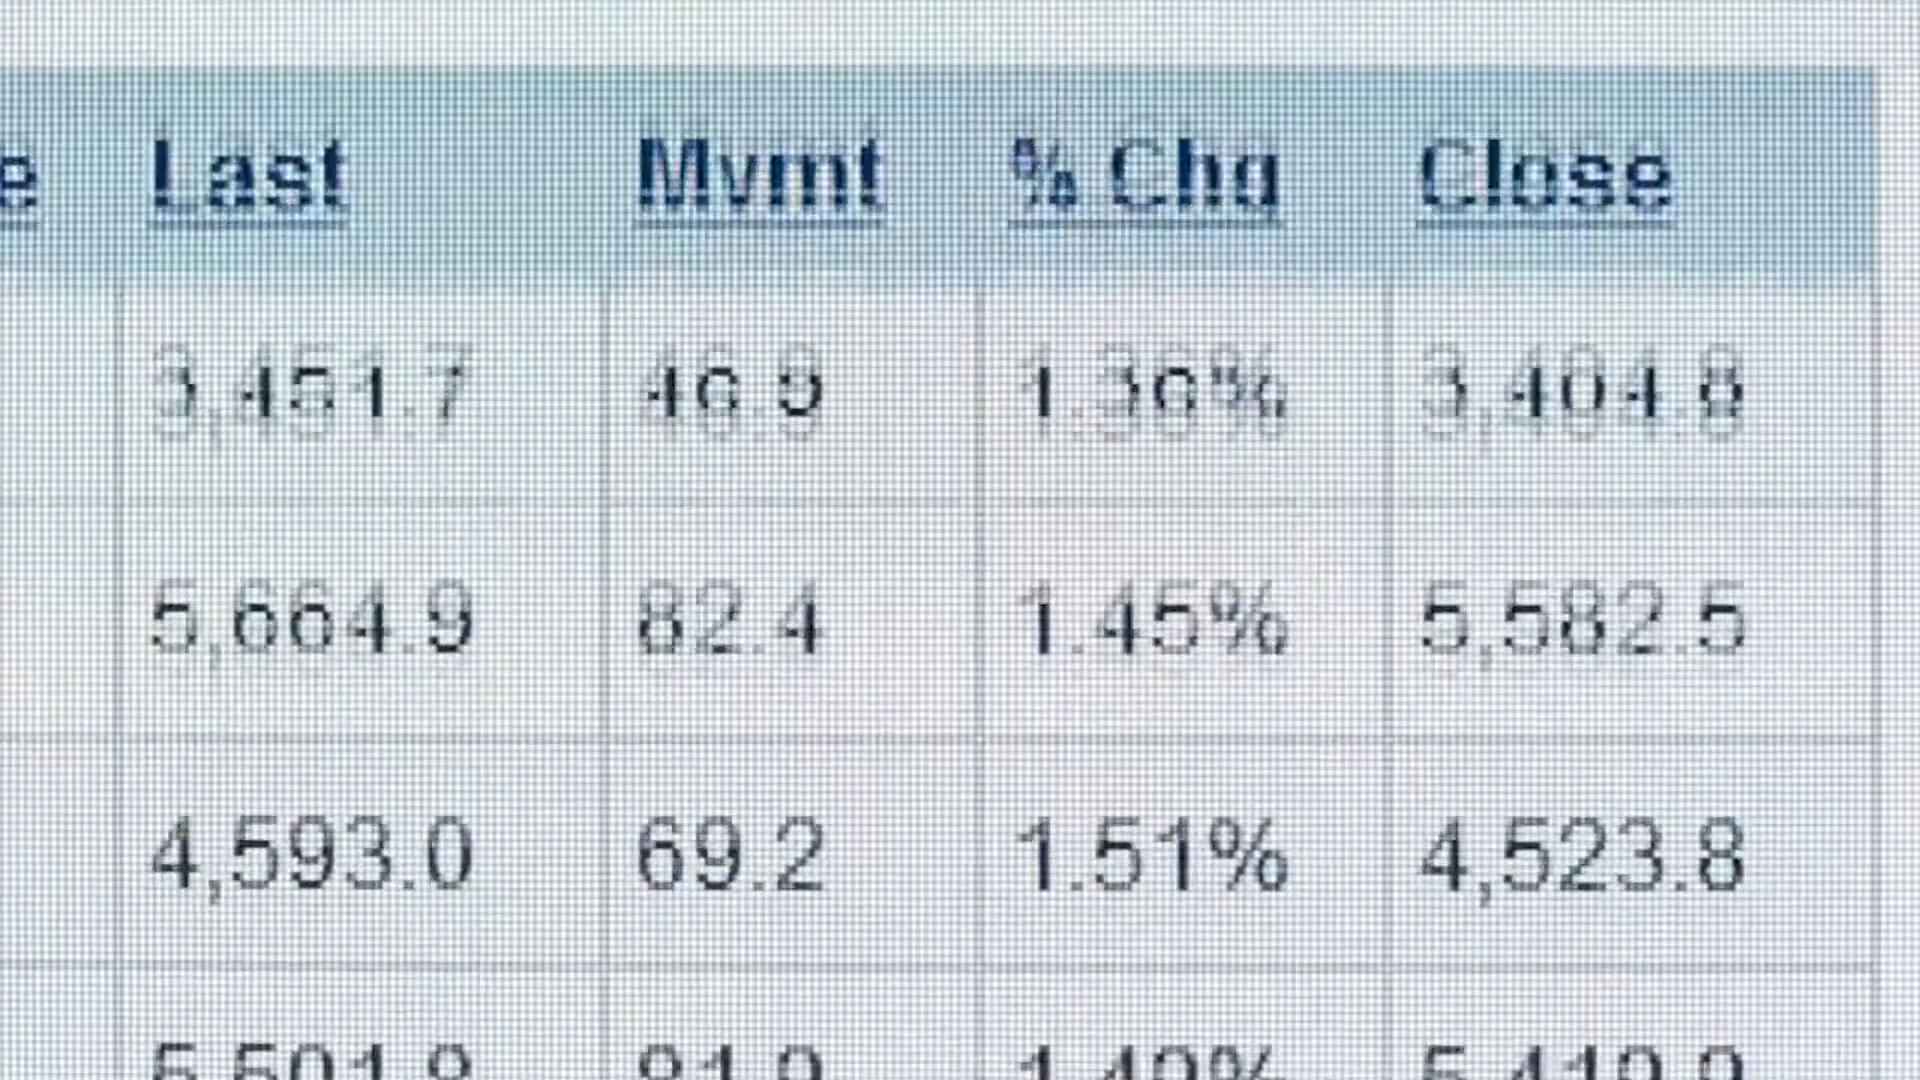 e Last Mvmt % Chg Close
3,451.7 46.9 1.36% 3,404.8
5,664.9 82.4 1.45% 5,582.5
4,593.0 69.2 1.51% 4,523.8